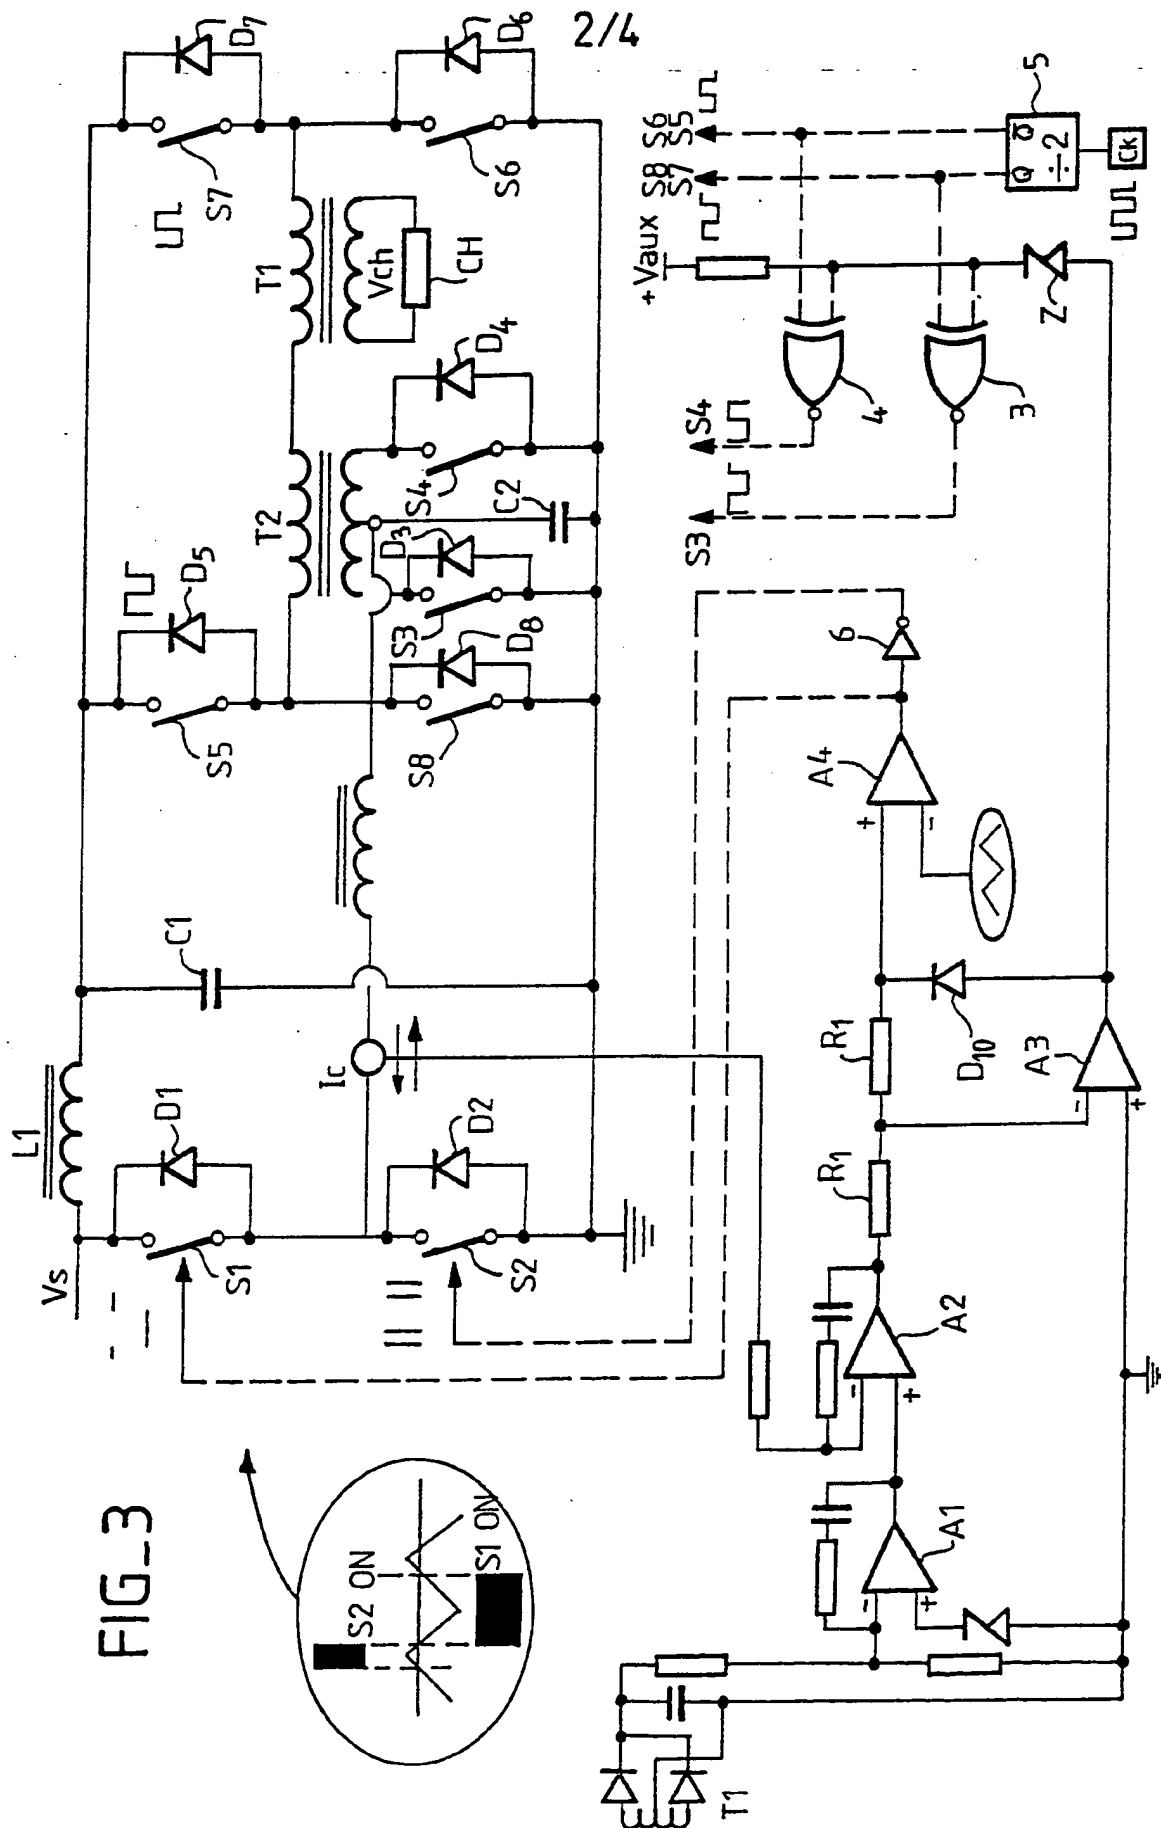 2/4
FIG_3
Vs
L1
D1
S1
D2
S2
Ic
C1
D5
S5
D8
S8
D3
S3
T2
C2
D4
S4
T1
Vch
CH
D7
S7
D6
S6
S2 ON
S1 ON
T1
A1
A2
R1
R1
A3
D10
A4
6
S3
S4
+Vaux
S8
S7
S6
S5
4
3
Z
Q
Q̅
÷2
5
Ck
- +
- +
- +
+ -